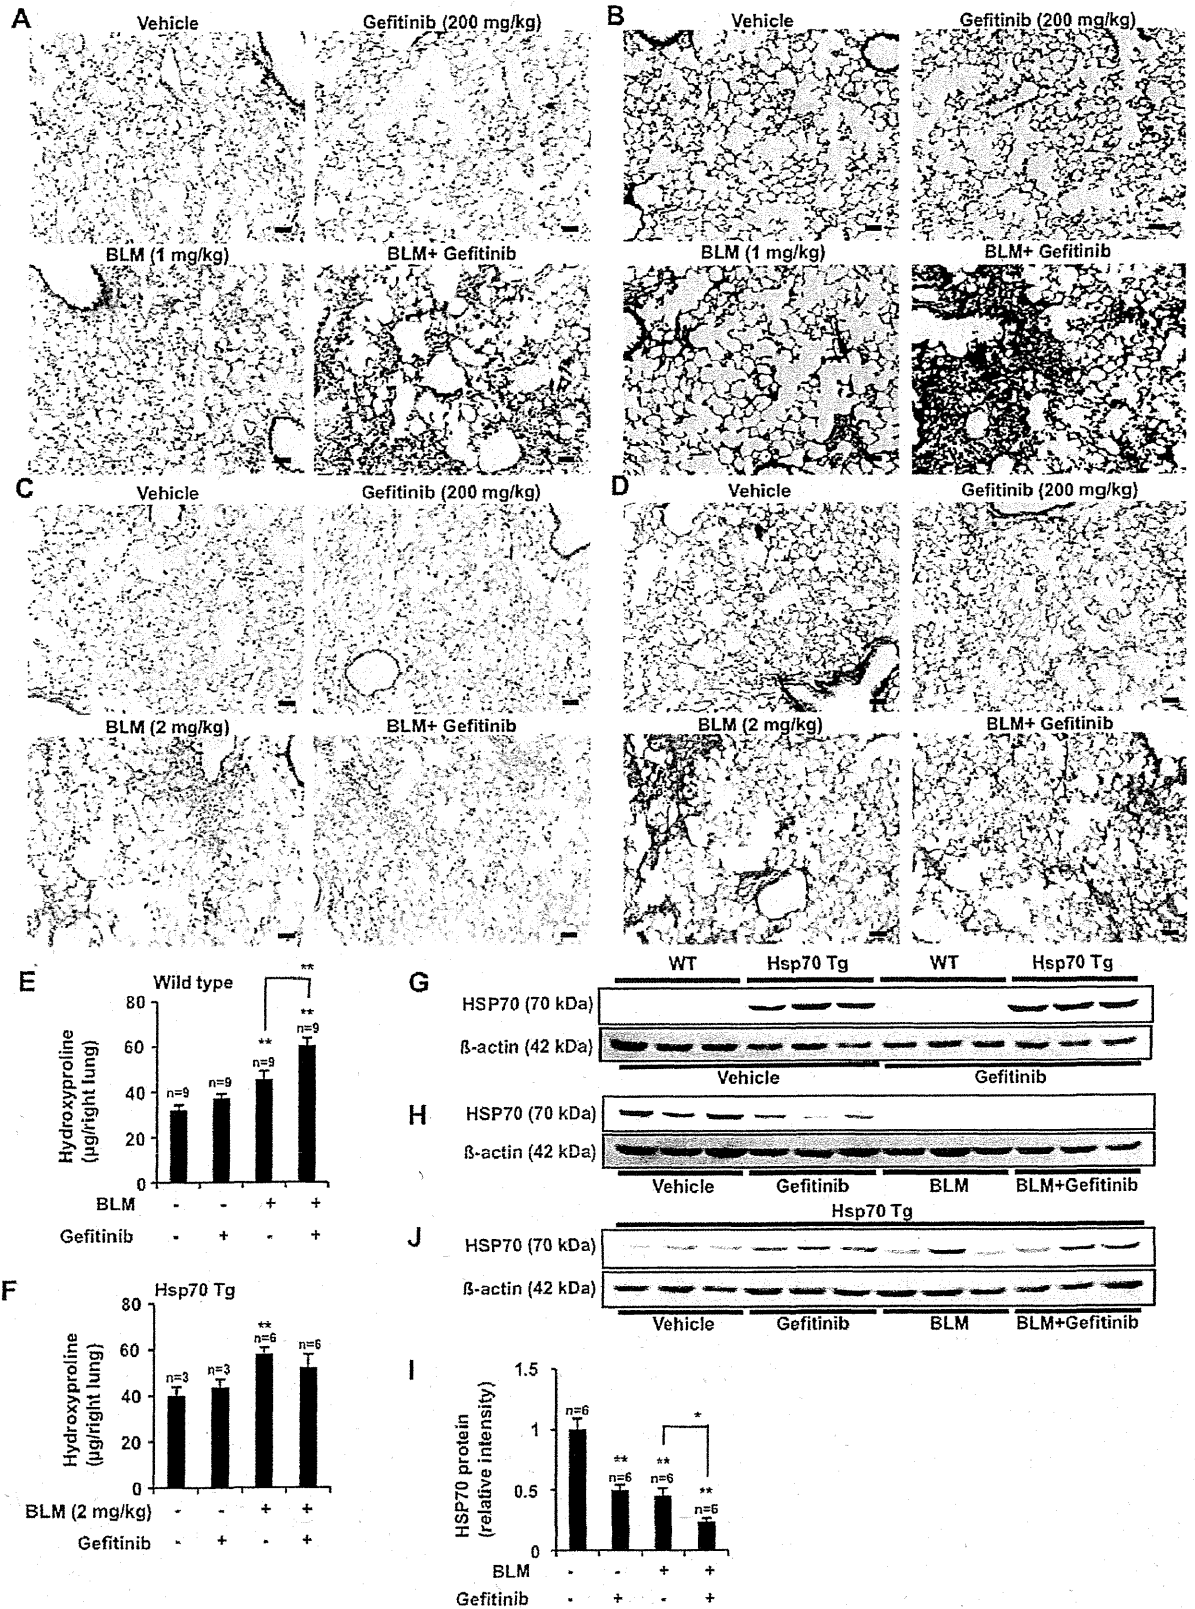 A
Vehicle
Gefitinib (200 mg/kg)
BLM (1 mg/kg)
BLM+ Gefitinib
B
Vehicle
Gefitinib (200 mg/kg)
BLM (1 mg/kg)
BLM+ Gefitinib
C
Vehicle
Gefitinib (200 mg/kg)
BLM (2 mg/kg)
BLM+ Gefitinib
D
Vehicle
Gefitinib (200 mg/kg)
BLM (2 mg/kg)
BLM+ Gefitinib
E
Wild type
Hydroxyproline
(µg/right lung)
80
60
40
20
0
n=9
n=9
**
n=9
**
**
n=9
BLM - - + +
Gefitinib - + - +
F
Hsp70 Tg
Hydroxyproline
(µg/right lung)
80
60
40
20
0
n=3
n=3
**
n=6
n=6
BLM (2 mg/kg) - - + +
Gefitinib - + - +
G
WT Hsp70 Tg WT Hsp70 Tg
HSP70 (70 kDa)
ß-actin (42 kDa)
Vehicle Gefitinib
H
HSP70 (70 kDa)
ß-actin (42 kDa)
Vehicle Gefitinib BLM BLM+Gefitinib
J
Hsp70 Tg
HSP70 (70 kDa)
ß-actin (42 kDa)
Vehicle Gefitinib BLM BLM+Gefitinib
I
HSP70 protein
(relative intensity)
1.5
1
0.5
0
n=6
**
n=6
**
n=6
*
**
n=6
BLM - - + +
Gefitinib - + - +